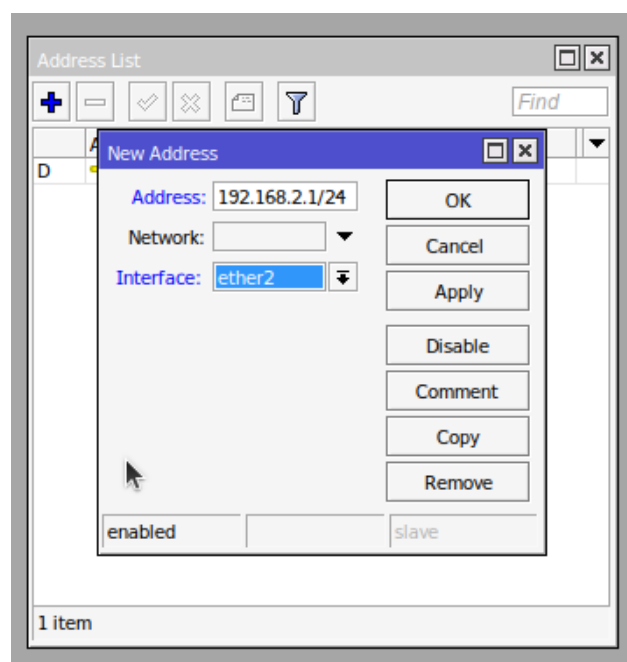 Address List
Find
New Address
D
Address: 192.168.2.1/24
OK
Network:
Cancel
Interface: ether2
Apply
Disable
Comment
Copy
Remove
enabled
slave
1 item